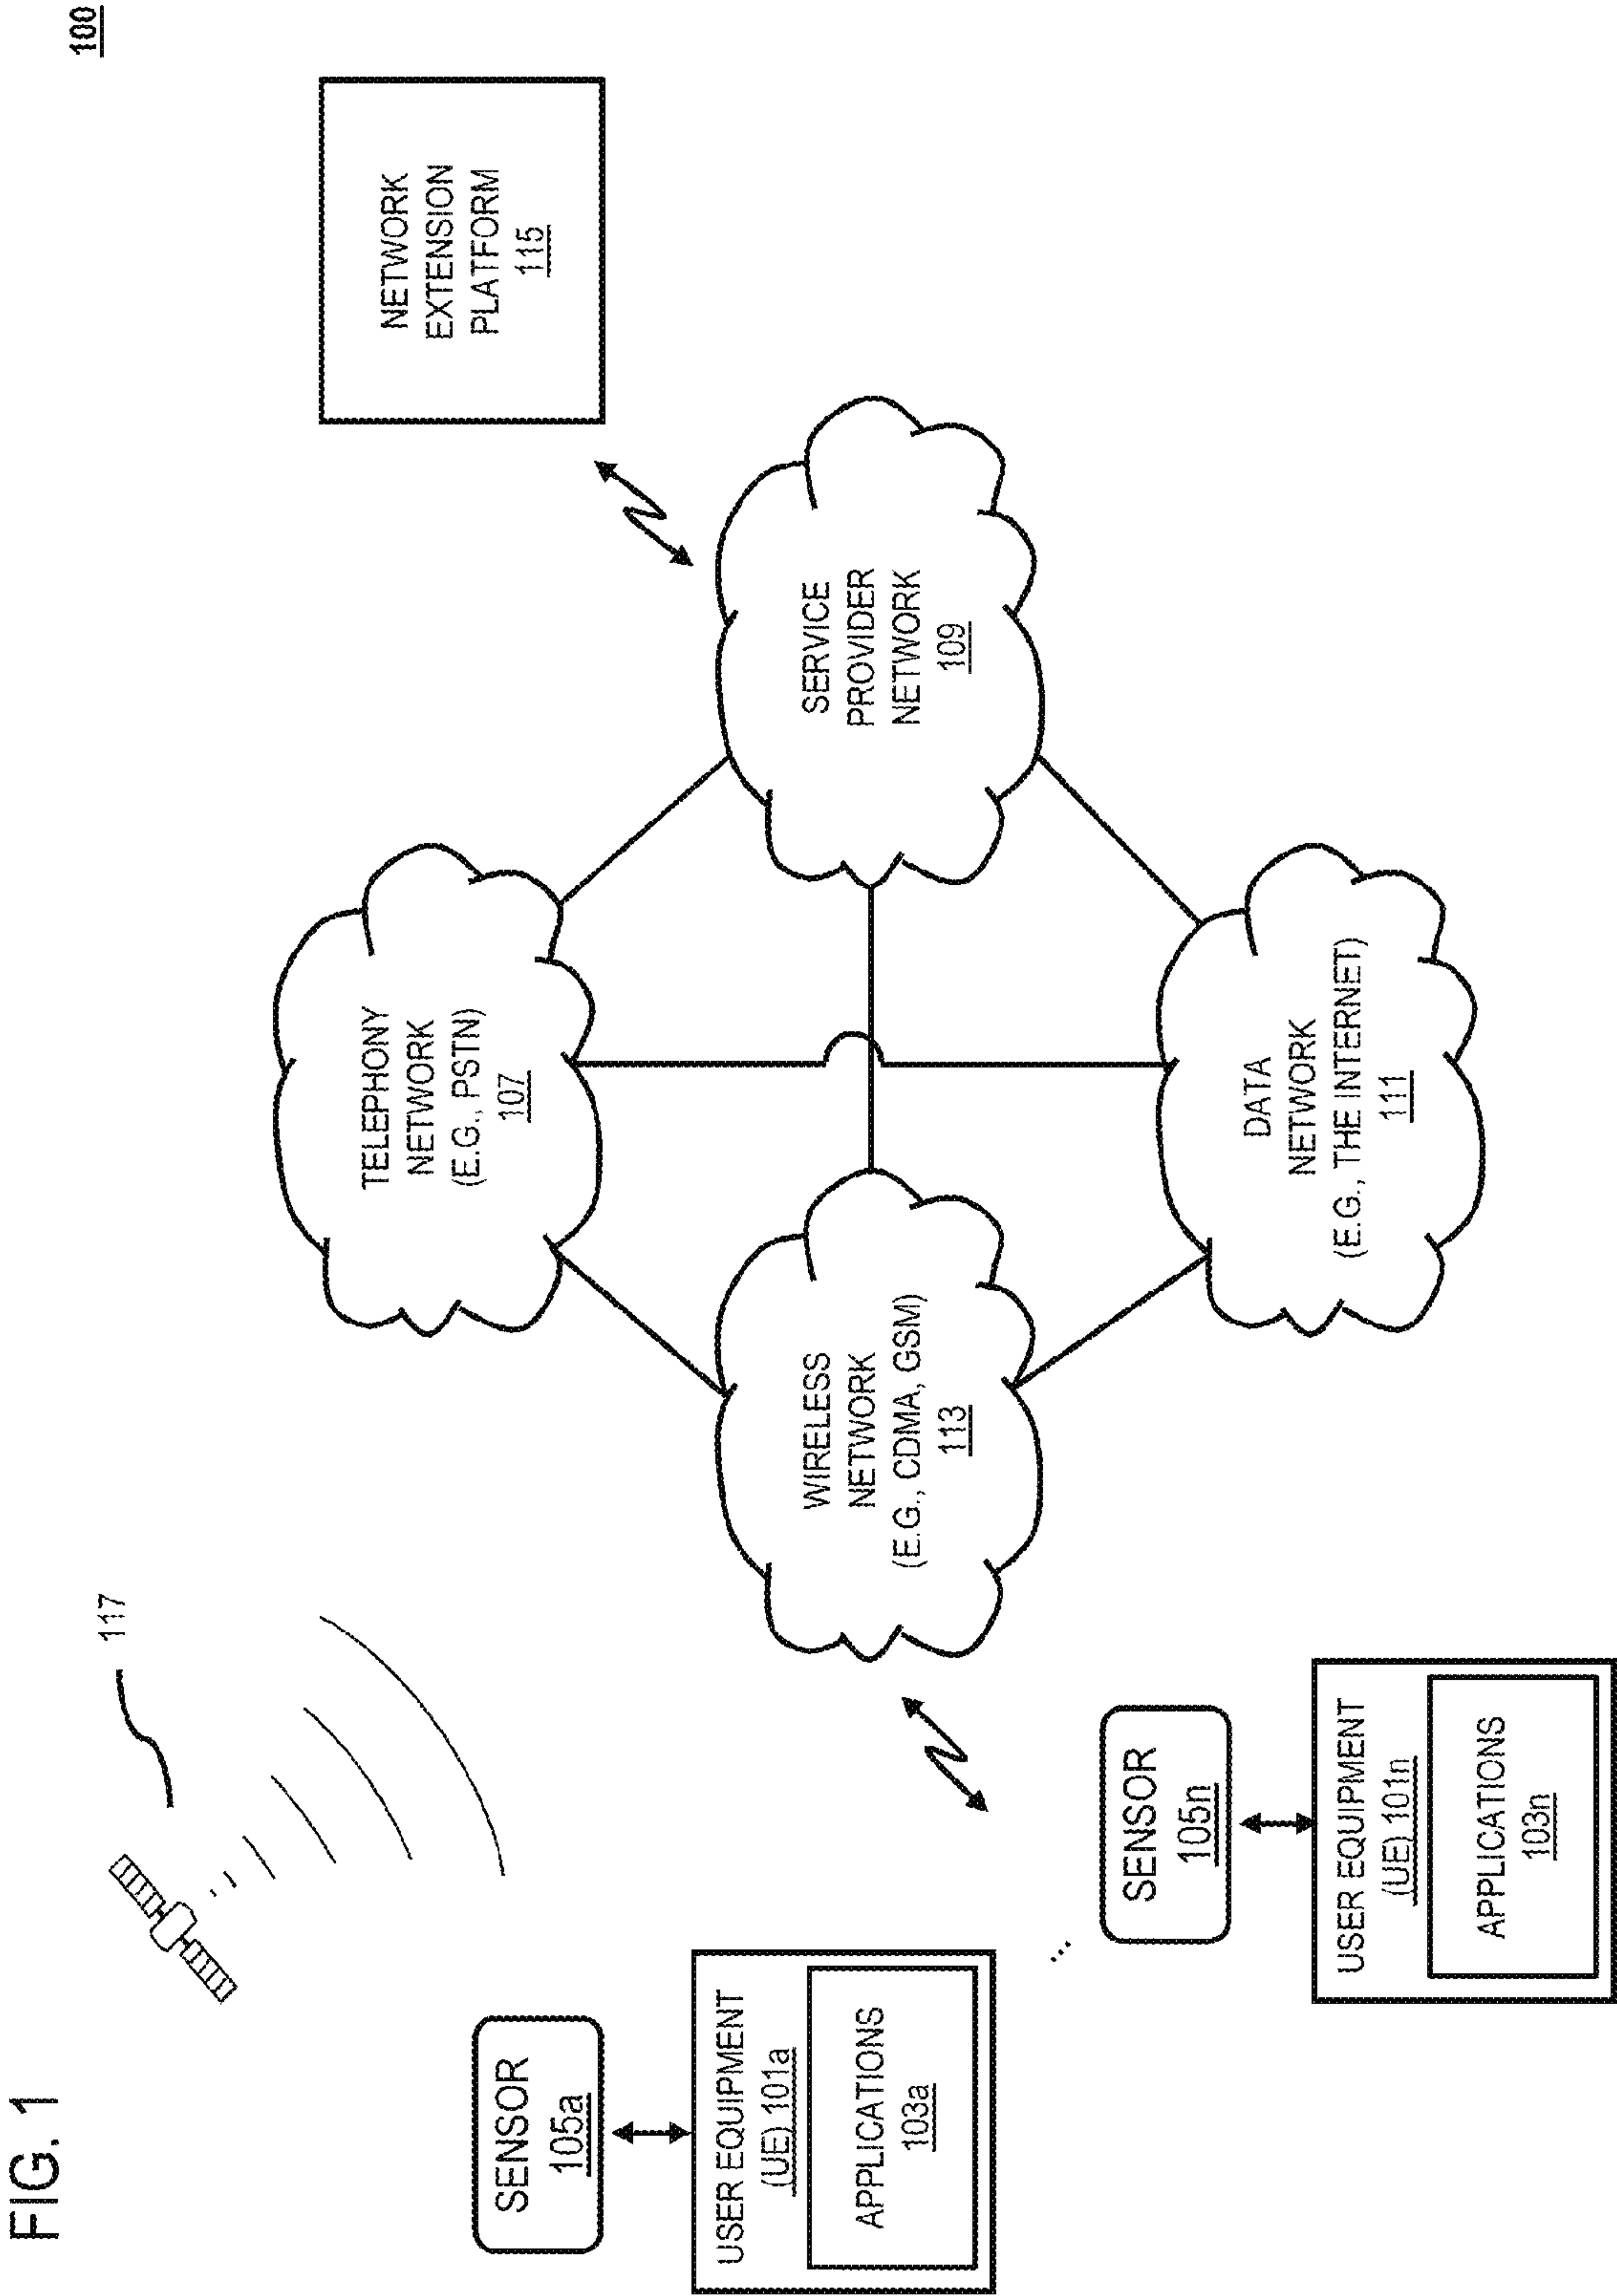 FIG. 1
100
117
NETWORK
EXTENSION
PLATFORM
115
TELEPHONY
NETWORK
(E.G., PSTN)
107
SENSOR
105a
USER EQUIPMENT
(UE) 101a
APPLICATIONS
103a
WIRELESS
NETWORK
(E.G., CDMA, GSM)
113
SERVICE
PROVIDER
NETWORK
109
...
SENSOR
105n
USER EQUIPMENT
(UE) 101n
APPLICATIONS
103n
DATA
NETWORK
(E.G., THE INTERNET)
111